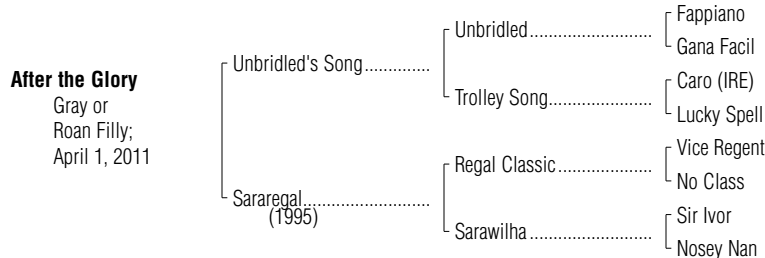 Fappiano
Unbridled..............................
Gana Facil
Unbridled's Song................
After the Glory
Caro (IRE)
Gray or
Trolley Song..........................
Roan Filly;
Lucky Spell
April 1, 2011
Vice Regent
Regal Classic.......................
No Class
Sararegal...............................
(1995)
Sir Ivor
Sarawilha..............................
Nosey Nan